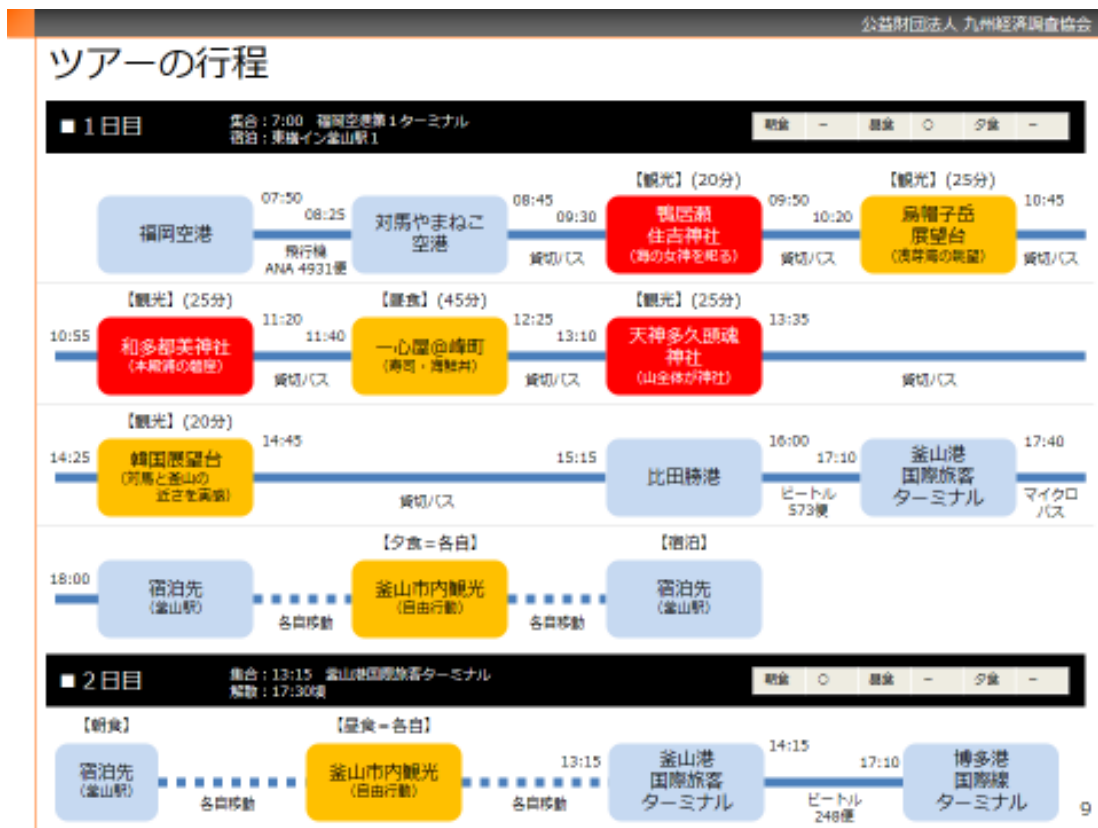 公益財団法人 九州経済調査協会
ツアーの行程
■１日目
集合：7:00 福岡空港第１ターミナル
宿泊：東横イン釜山駅１
朝食 － 昼食 ○ 夕食 －
【観光】(20分)
【観光】(25分)
福岡空港
07:50
08:25
飛行機
ANA 4931便
対馬やまねこ
空港
08:45
09:30
貸切バス
鴨居瀬
住吉神社
(海の女神を祀る)
09:50
10:20
貸切バス
烏帽子岳
展望台
(浅茅湾の眺望)
10:45
貸切バス
【観光】(25分)
【昼食】(45分)
【観光】(25分)
10:55
和多都美神社
(本殿浦の磐座)
11:20
11:40
貸切バス
一心屋@峰町
(寿司・海鮮丼)
12:25
13:10
貸切バス
天神多久頭魂
神社
(山全体が神社)
13:35
貸切バス
【観光】(20分)
14:25
韓国展望台
(対馬と釜山の
近さを実感)
14:45
15:15
貸切バス
比田勝港
16:00
17:10
ビートル
573便
釜山港
国際旅客
ターミナル
17:40
マイクロ
バス
【夕食＝各自】
【宿泊】
18:00
宿泊先
(釜山駅)
各自移動
釜山市内観光
(自由行動)
各自移動
宿泊先
(釜山駅)
■２日目
集合：13:15 釜山港国際旅客ターミナル
解散：17:30頃
朝食 ○ 昼食 － 夕食 －
【朝食】
【昼食＝各自】
宿泊先
(釜山駅)
各自移動
釜山市内観光
(自由行動)
13:15
各自移動
釜山港
国際旅客
ターミナル
14:15
17:10
ビートル
248便
博多港
国際線
ターミナル
9